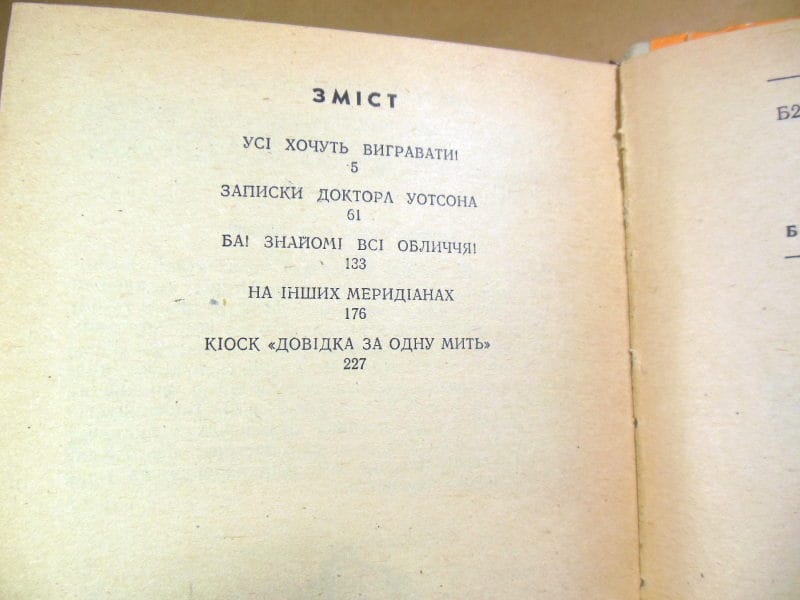 ЗМІСТ
УСІ ХОЧУТЬ ВИГРАВАТИ!
5
ЗАПИСКИ ДОКТОРА УОТСОНА
61
БА! ЗНАЙОМІ ВСІ ОБЛИЧЧЯ!
133
НА ІНШИХ МЕРИДІАНАХ
176
КІОСК «ДОВІДКА ЗА ОДНУ МИТЬ»
227
Б2
Б